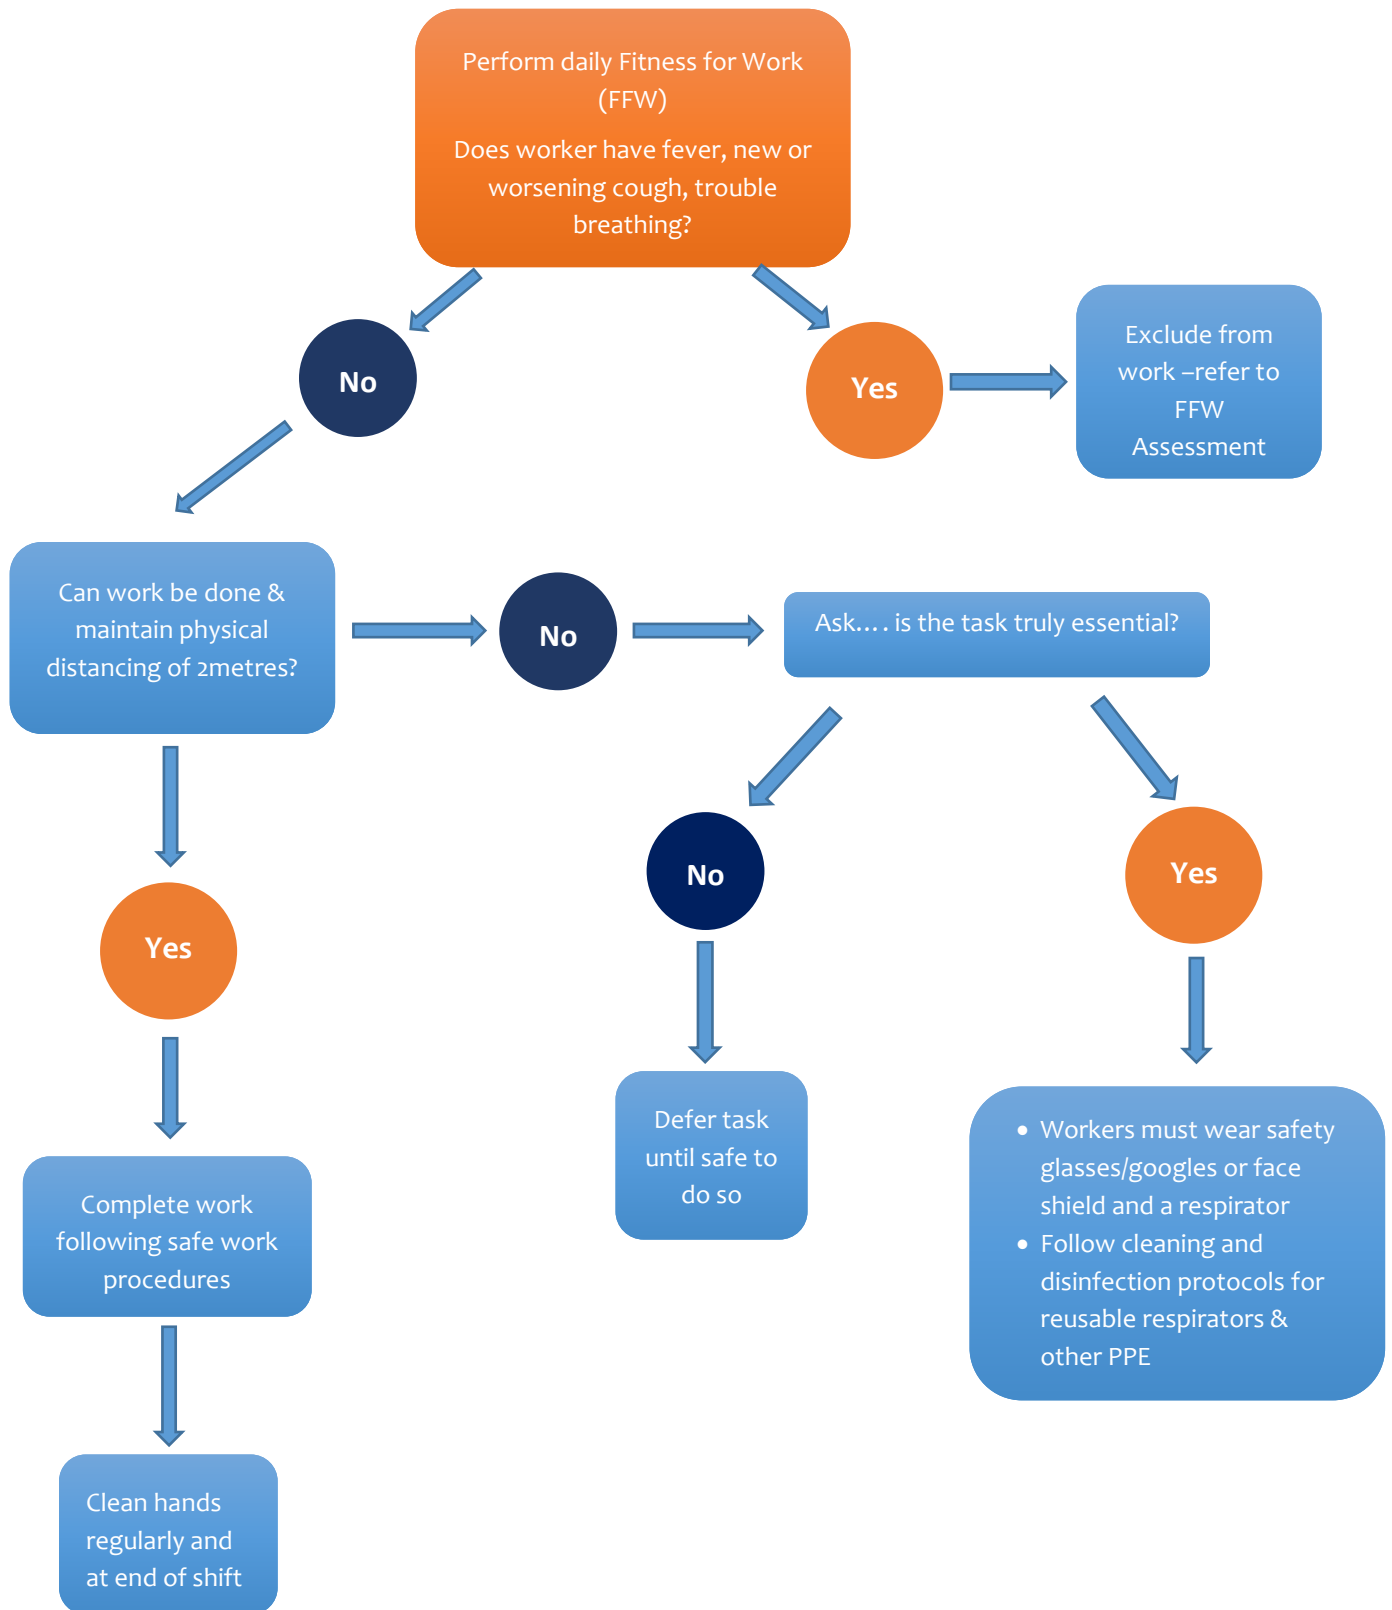 Perform daily Fitness for Work
(FFW)
Does worker have fever, new or
worsening cough, trouble
breathing?
No
Yes
Exclude from
work –refer to
FFW
Assessment
Can work be done &
maintain physical
distancing of 2metres?
No
Ask.... is the task truly essential?
No
Yes
Yes
Defer task
until safe to
do so
• Workers must wear safety
glasses/googles or face
shield and a respirator
• Follow cleaning and
disinfection protocols for
reusable respirators &
other PPE
Complete work
following safe work
procedures
Clean hands
regularly and
at end of shift